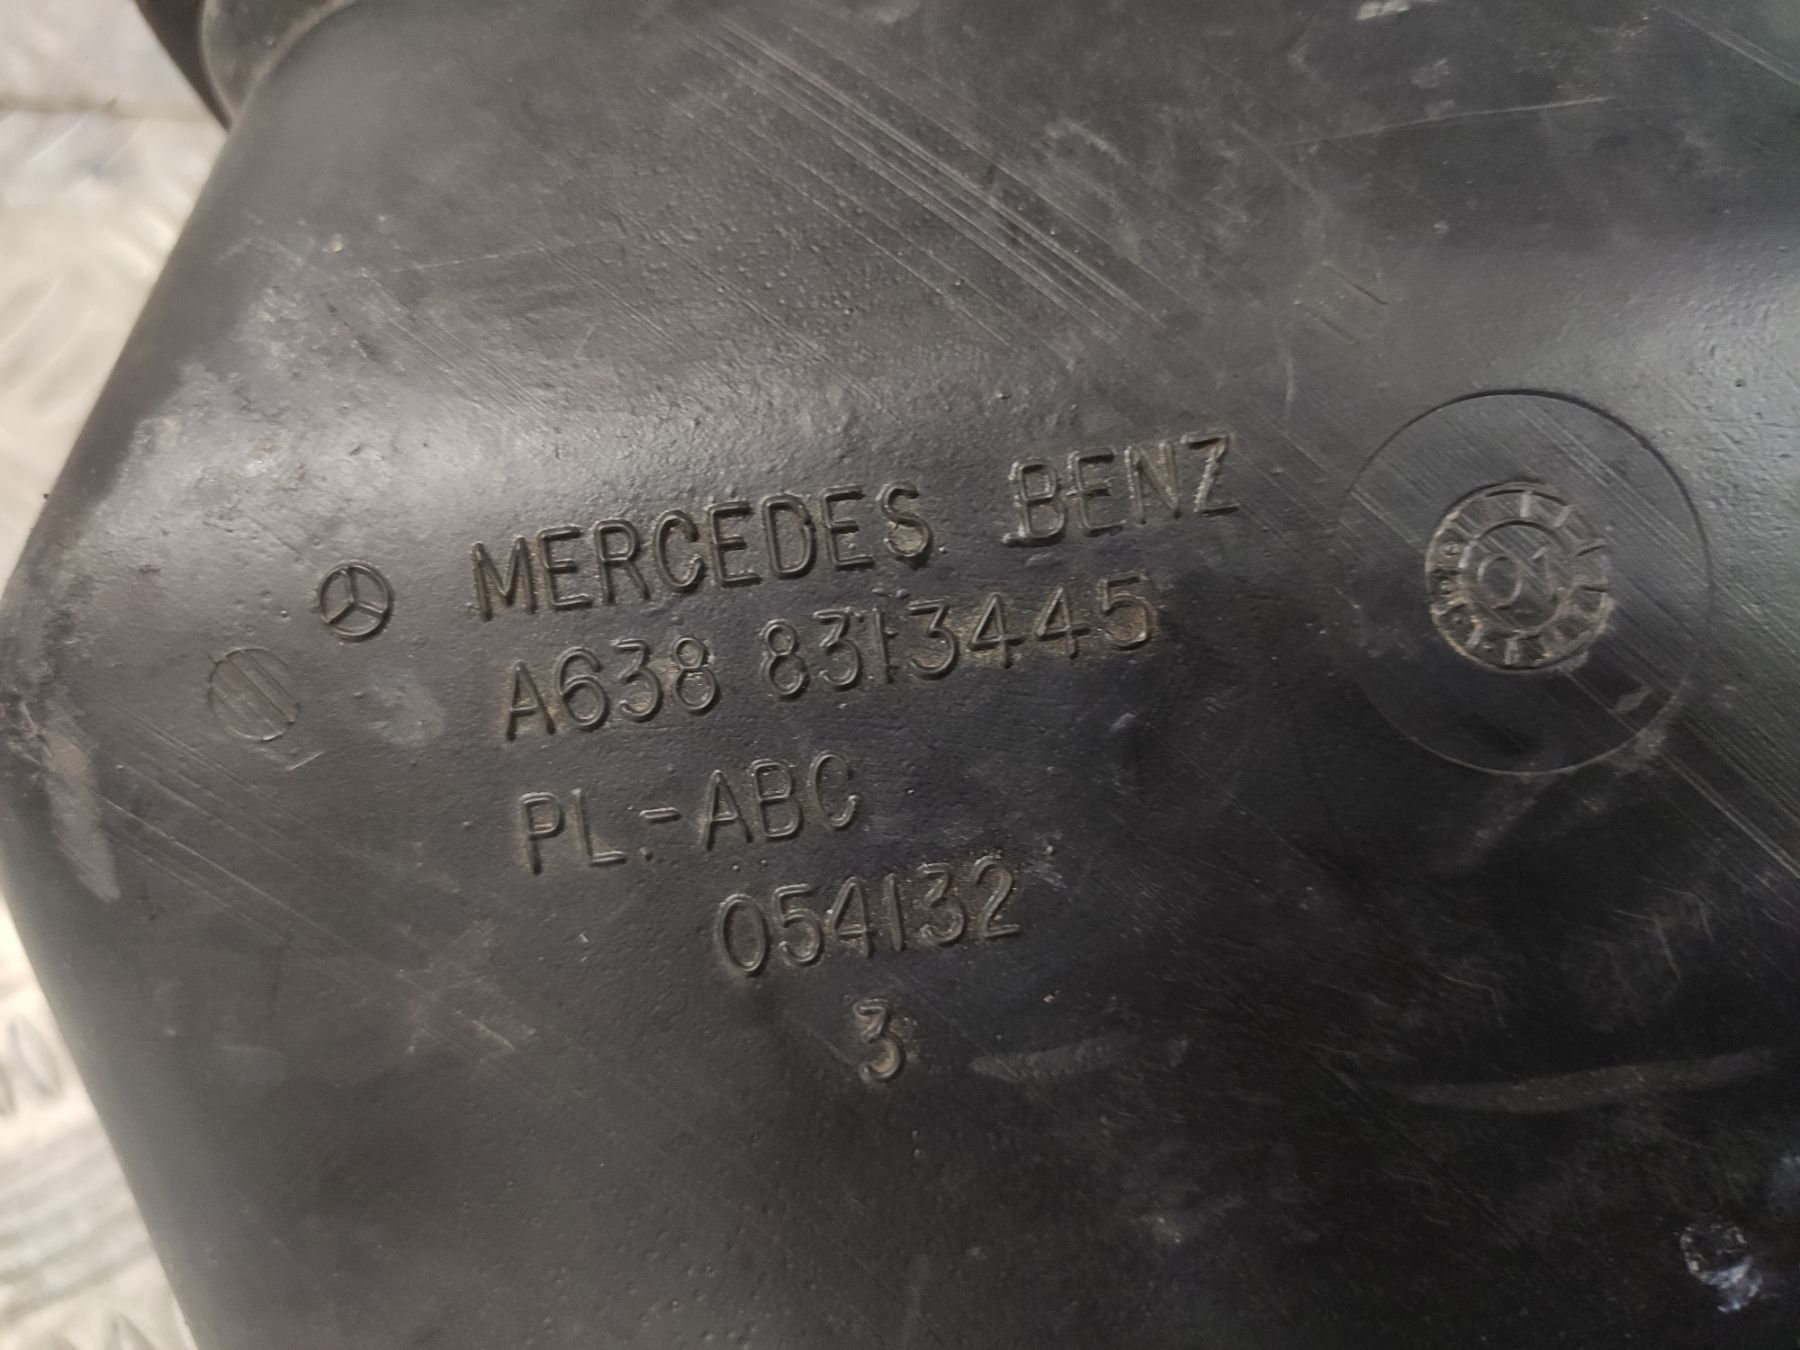 MERCEDES BENZ
A638 8313445
PL.-ABC
054132
3